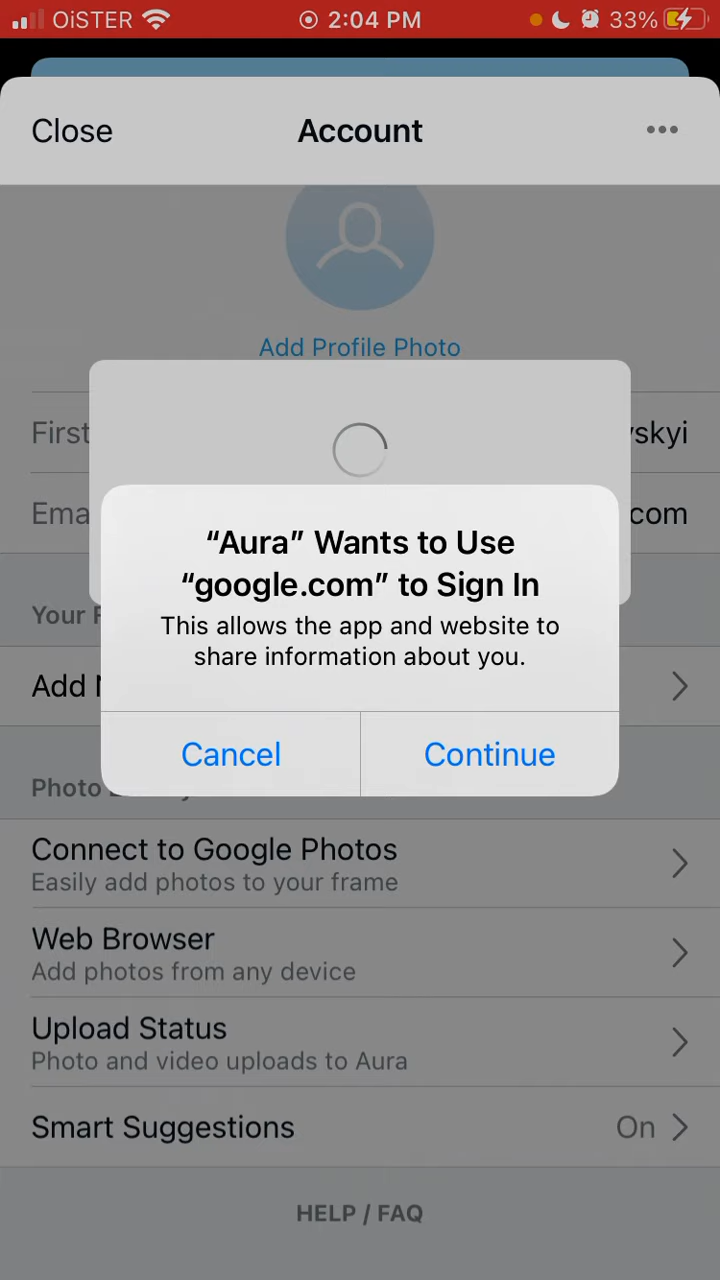 OiSTER 2:04 PM 33%
Close Account
Add Profile Photo
First vskyi
Ema com
“Aura” Wants to Use
“google.com” to Sign In
This allows the app and website to
share information about you.
Your F
Add
Cancel Continue
Photo
Connect to Google Photos
Easily add photos to your frame
Web Browser
Add photos from any device
Upload Status
Photo and video uploads to Aura
Smart Suggestions On
HELP / FAQ